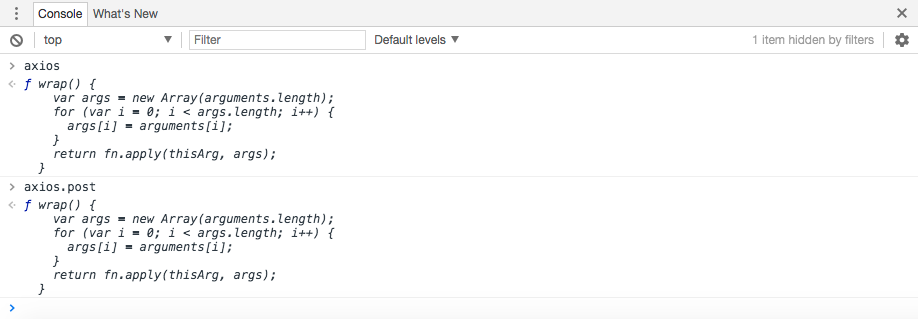 Console What's New
top Filter Default levels 1 item hidden by filters
> axios
ƒ wrap() {
    var args = new Array(arguments.length);
    for (var i = 0; i < args.length; i++) {
      args[i] = arguments[i];
    }
    return fn.apply(thisArg, args);
  }
> axios.post
ƒ wrap() {
    var args = new Array(arguments.length);
    for (var i = 0; i < args.length; i++) {
      args[i] = arguments[i];
    }
    return fn.apply(thisArg, args);
  }
>